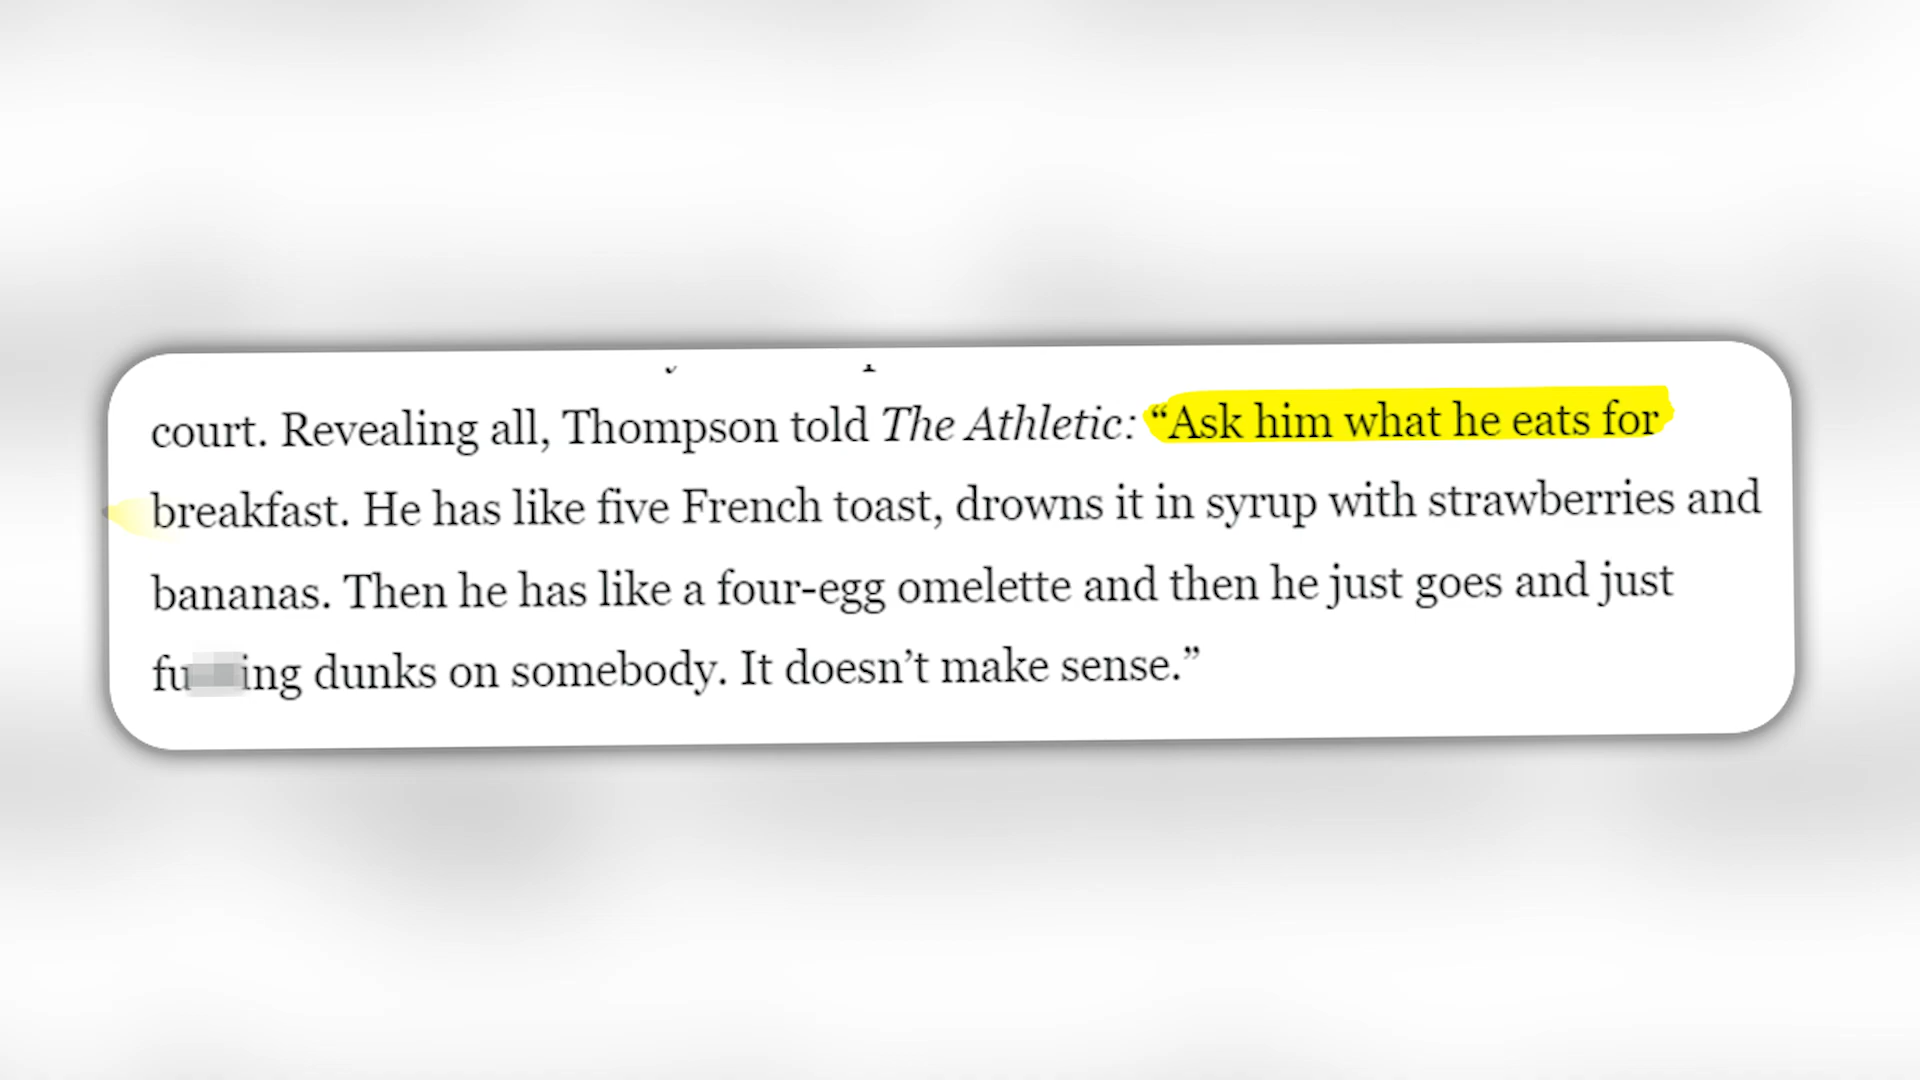 court. Revealing all, Thompson told The Athletic: “Ask him what he eats for
breakfast. He has like five French toast, drowns it in syrup with strawberries and
bananas. Then he has like a four-egg omelette and then he just goes and just
fu ing dunks on somebody. It doesn’t make sense.”